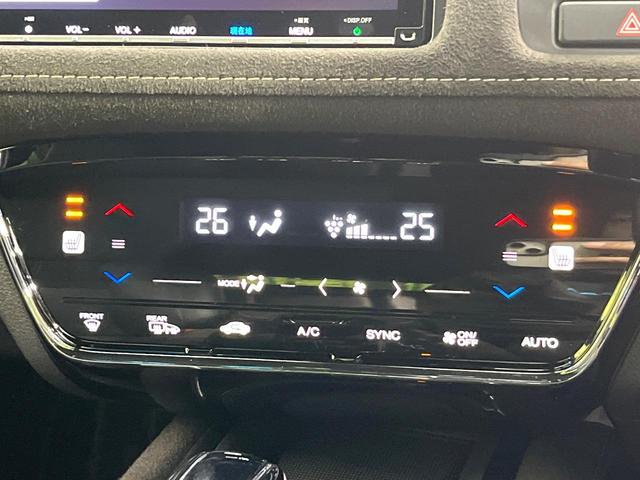 VOL− VOL＋ AUDIO 現在地 MENU DISP.OFF
26 25
MODE
FRONT REAR A/C SYNC ON/OFF AUTO